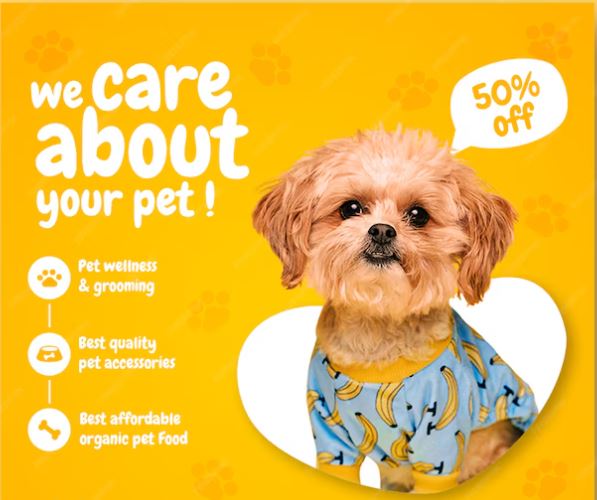 we care
about
your pet !
50%
off
Pet wellness
& grooming
Best quality
pet accessories
Best affordable
organic pet Food